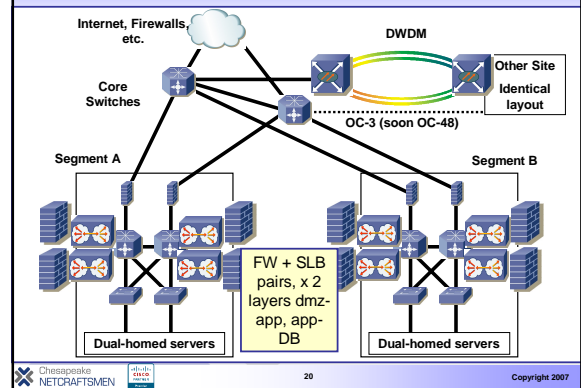 Internet, Firewalls,
etc.
DWDM
Other Site
Identical
layout
Core
Switches
OC-3 (soon OC-48)
Segment A
Segment B
FW + SLB
pairs, x 2
layers dmz-
app, app-
DB
Dual-homed servers
Dual-homed servers
Chesapeake
NETCRAFTSMEN
CISCO
20
Copyright 2007